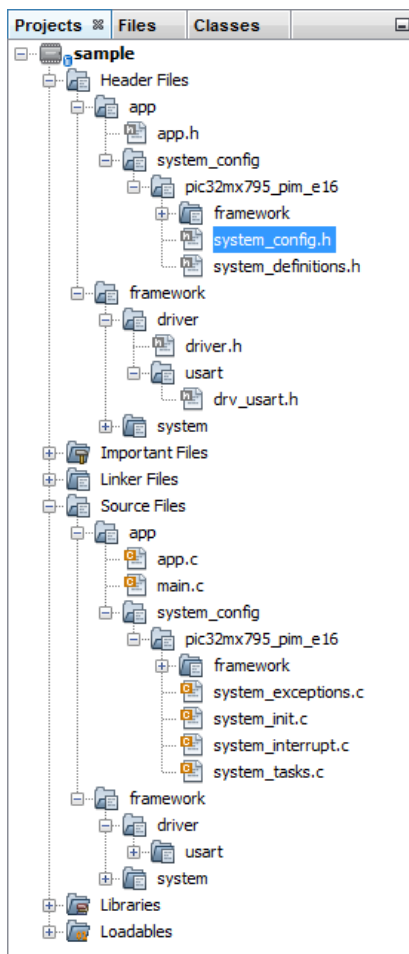 Projects Files Classes
sample
Header Files
app
app.h
system_config
pic32mx795_pim_e16
framework
system_config.h
system_definitions.h
framework
driver
driver.h
usart
drv_usart.h
system
Important Files
Linker Files
Source Files
app
app.c
main.c
system_config
pic32mx795_pim_e16
framework
system_exceptions.c
system_init.c
system_interrupt.c
system_tasks.c
framework
driver
usart
system
Libraries
Loadables